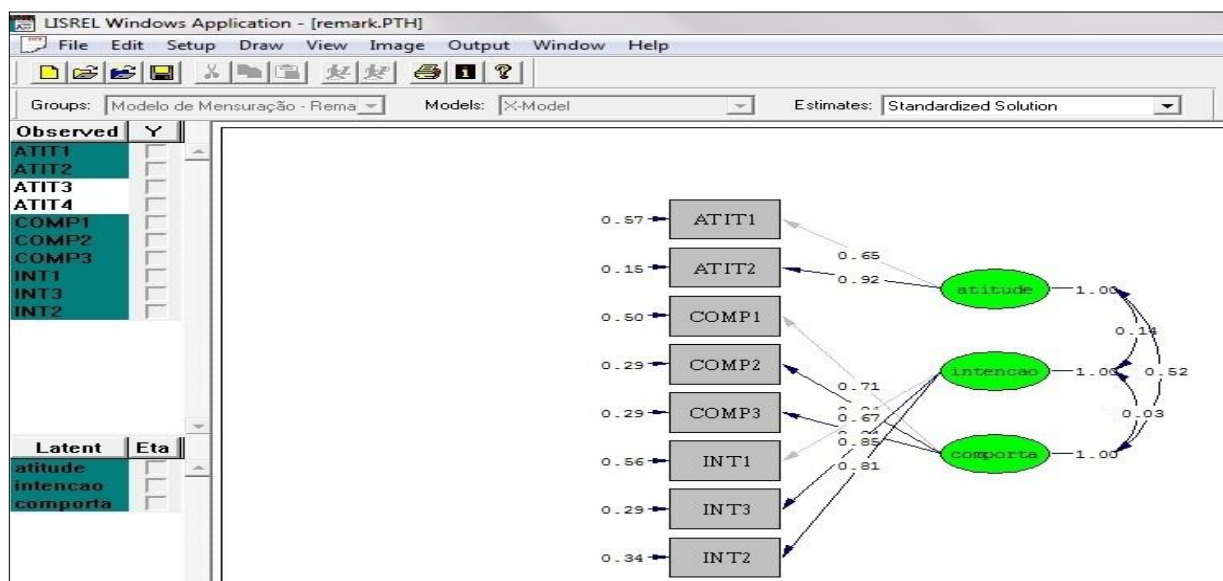 LISREL Windows Application - [remark.PTH]
File Edit Setup Draw View Image Output Window Help
Groups: Modelo de Mensuração - Rema Models: X-Model Estimates: Standardized Solution
Observed Y
ATIT1
ATIT2
ATIT3
ATIT4
COMP1
COMP2
COMP3
INT1
INT3
INT2
Latent Eta
atitude
intencao
comporta
0.57 ATIT1
0.65
0.15 ATIT2
0.92
atitude 1.00
0.50 COMP1
0.14
0.29 COMP2
0.71
intencao 1.00 0.52
0.67
0.29 COMP3
0.03
0.85
comporta 1.00
0.56 INT1
0.81
0.29 INT3
0.34 INT2